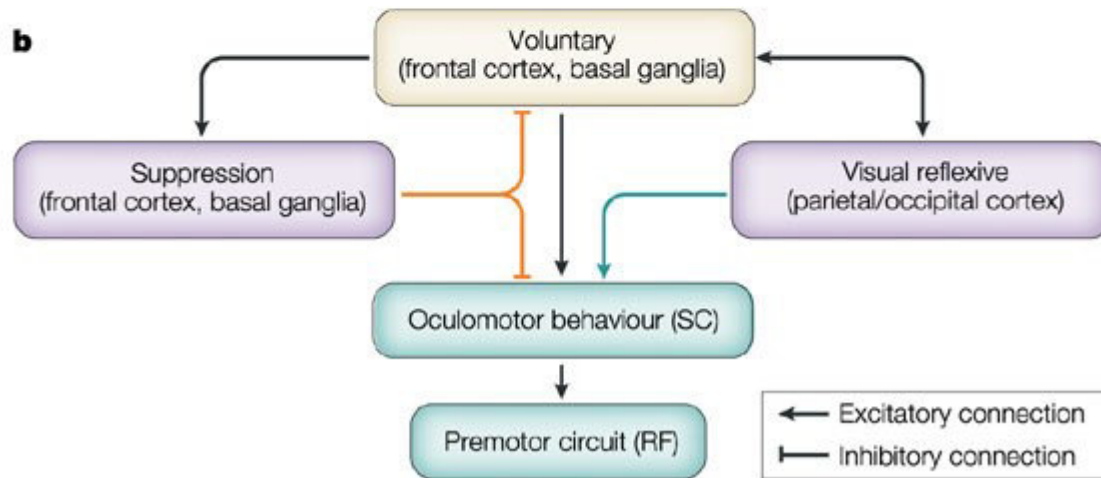 b
Voluntary
(frontal cortex, basal ganglia)
Suppression
(frontal cortex, basal ganglia)
Visual reflexive
(parietal/occipital cortex)
Oculomotor behaviour (SC)
Premotor circuit (RF)
Excitatory connection
Inhibitory connection